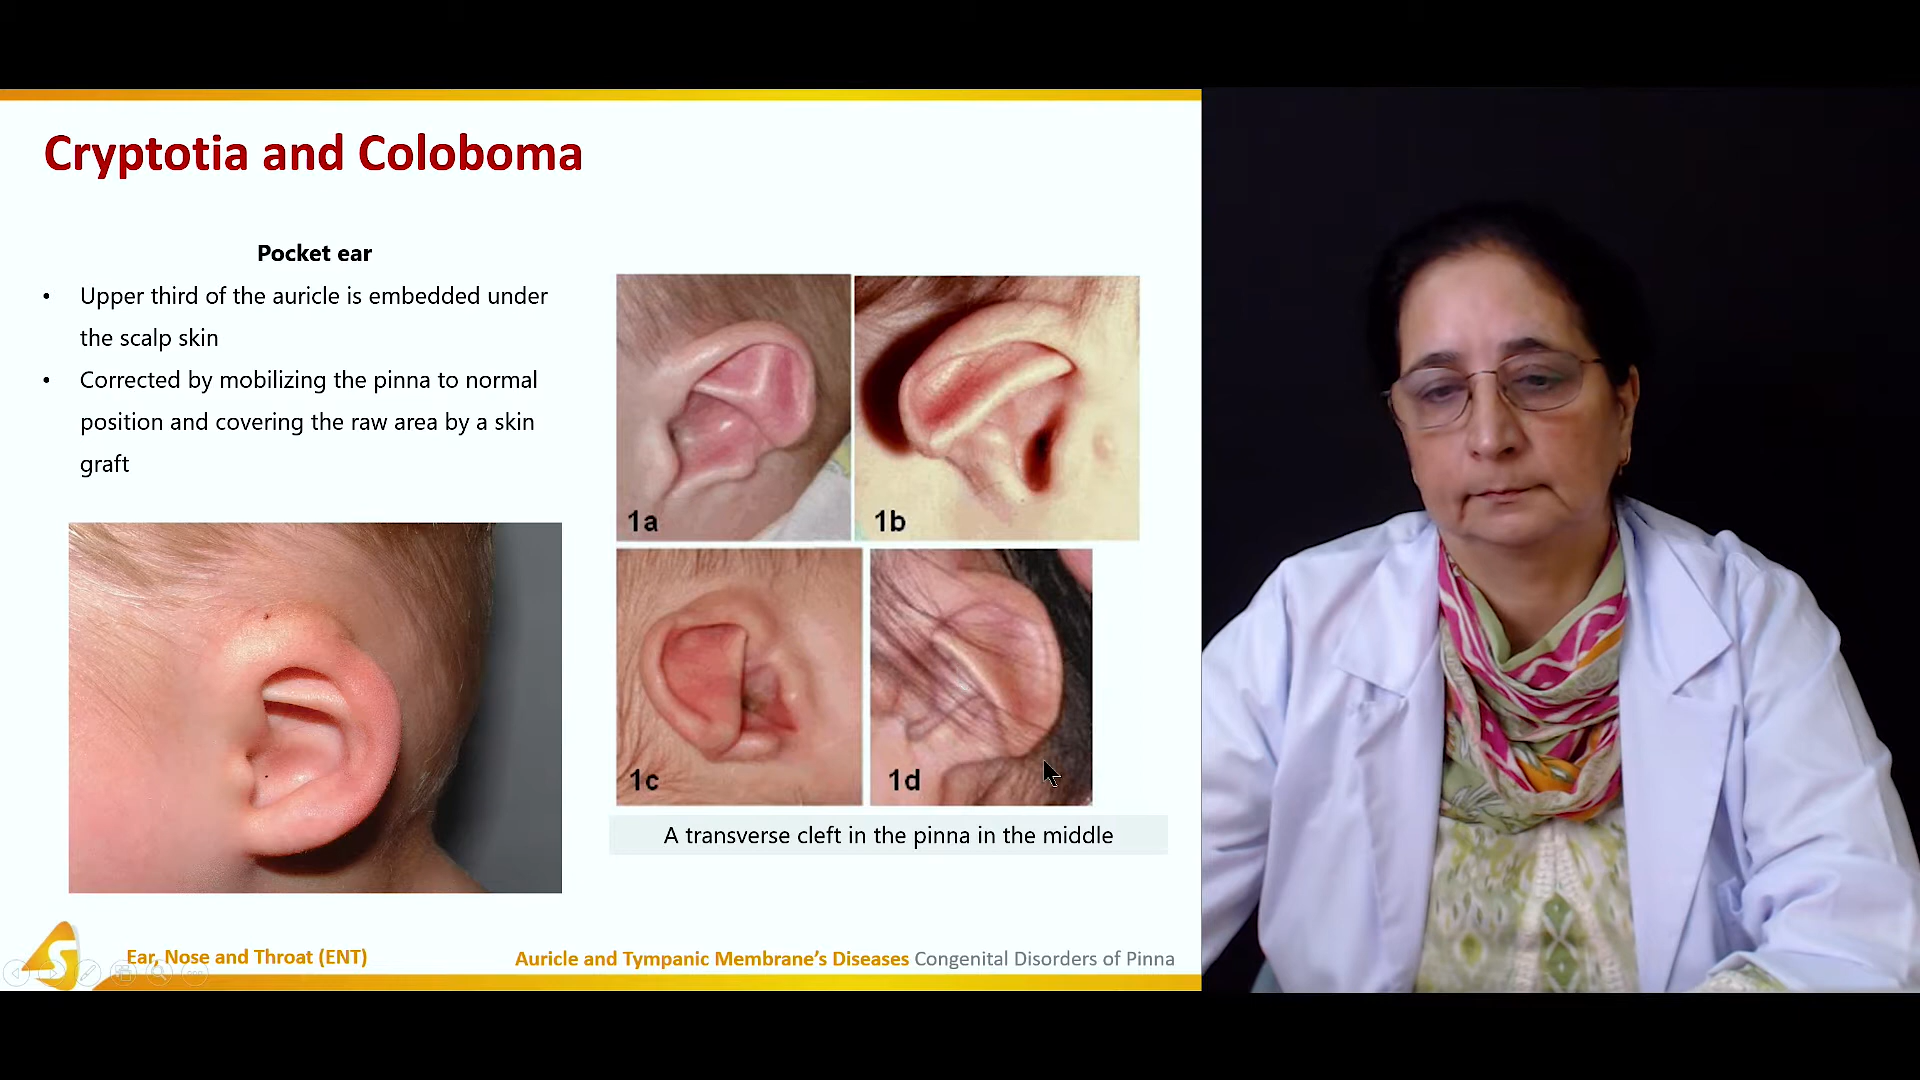 Cryptotia and Coloboma
Pocket ear
• Upper third of the auricle is embedded under
the scalp skin
• Corrected by mobilizing the pinna to normal
position and covering the raw area by a skin
graft
1a
1b
1c
1d
A transverse cleft in the pinna in the middle
S
Ear, Nose and Throat (ENT)
Auricle and Tympanic Membrane's Diseases Congenital Disorders of Pinna